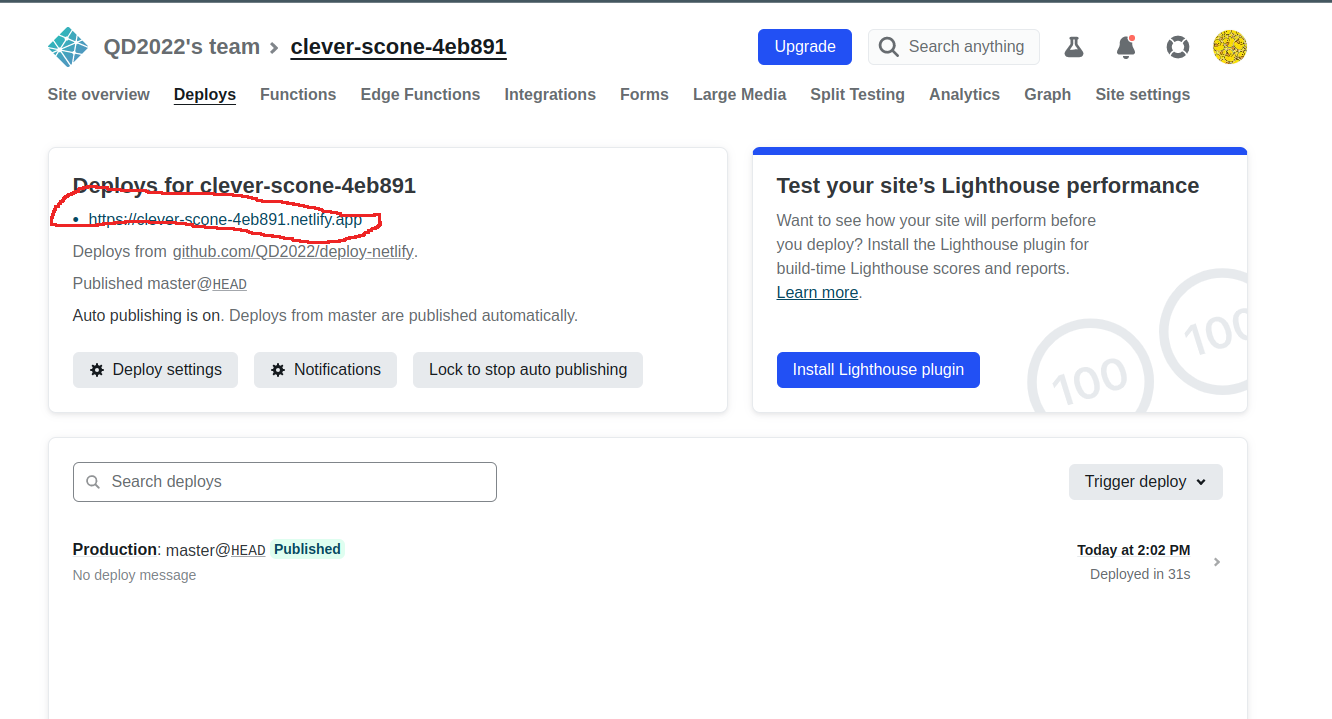 QD2022's team > clever-scone-4eb891
Upgrade
Search anything
Site overview Deploys Functions Edge Functions Integrations Forms Large Media Split Testing Analytics Graph Site settings
Deploys for clever-scone-4eb891
• https://clever-scone-4eb891.netlify.app
Deploys from github.com/QD2022/deploy-netlify.
Published master@HEAD
Auto publishing is on. Deploys from master are published automatically.
Deploy settings
Notifications
Lock to stop auto publishing
Test your site’s Lighthouse performance
Want to see how your site will perform before
you deploy? Install the Lighthouse plugin for
build-time Lighthouse scores and reports.
Learn more.
Install Lighthouse plugin
100
100
Search deploys
Trigger deploy
Production: master@HEAD Published
No deploy message
Today at 2:02 PM
Deployed in 31s